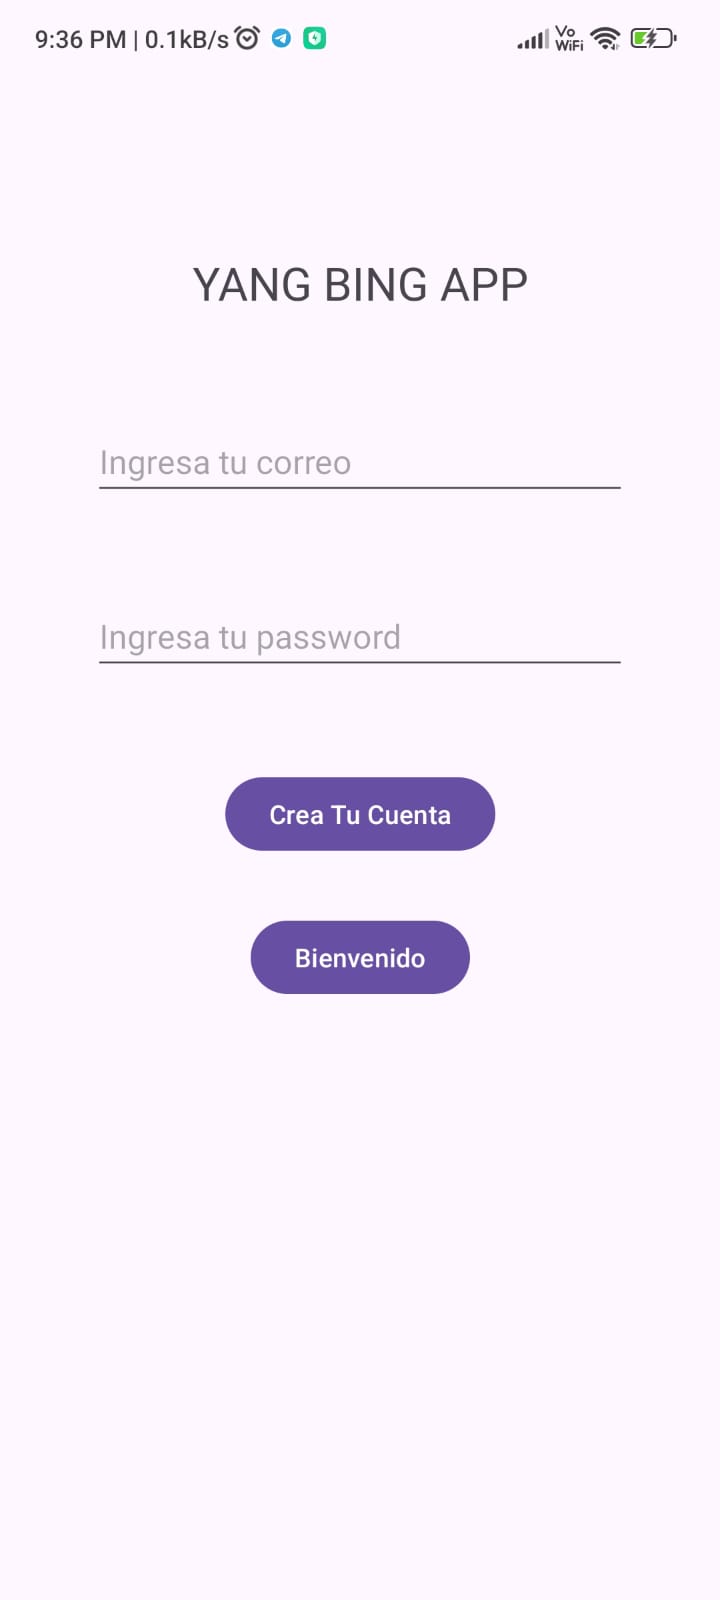 9:36 PM | 0.1kB/s
Vo
WiFi
YANG BING APP
Ingresa tu correo
Ingresa tu password
Crea Tu Cuenta
Bienvenido